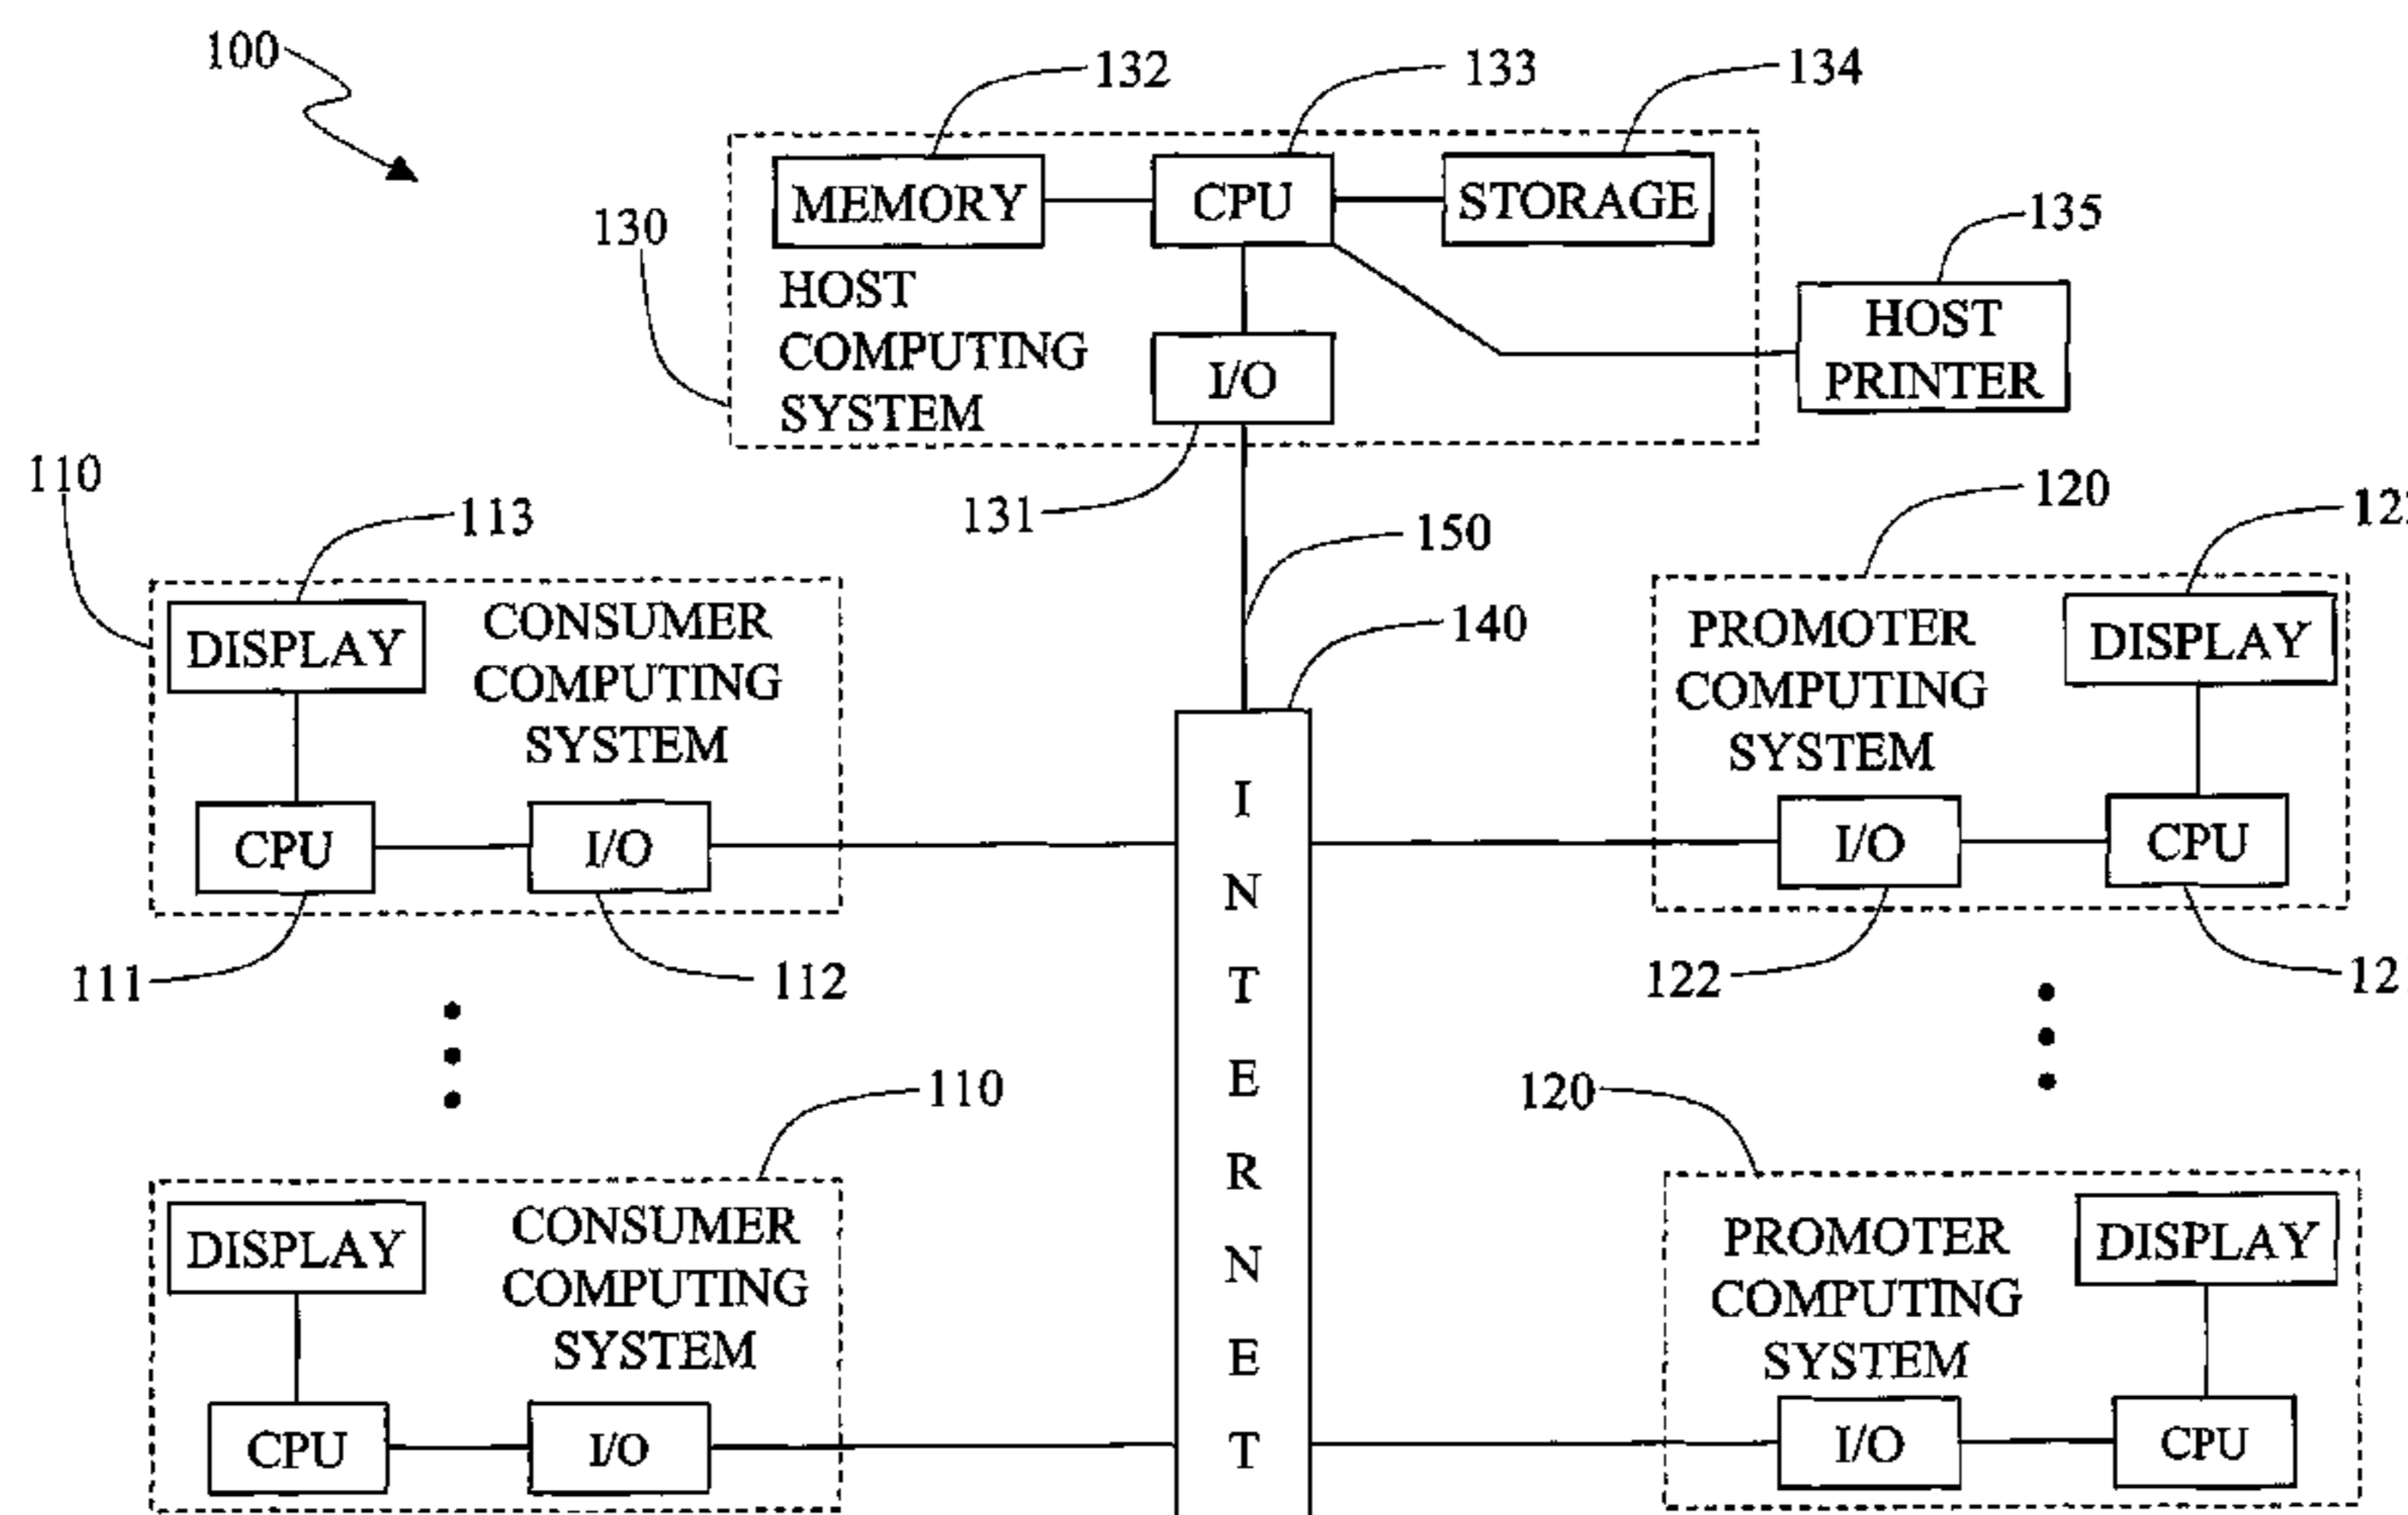 100
132
133
134
MEMORY
CPU
STORAGE
130
135
HOST
COMPUTING
SYSTEM
I/O
HOST
PRINTER
110
113
131
150
120
DISPLAY
CONSUMER
COMPUTING
SYSTEM
140
PROMOTER
COMPUTING
SYSTEM
DISPLAY
CPU
I/O
INTERNET
I/O
CPU
111
112
122
12
110
120
DISPLAY
CONSUMER
COMPUTING
SYSTEM
PROMOTER
COMPUTING
SYSTEM
DISPLAY
CPU
I/O
I/O
CPU